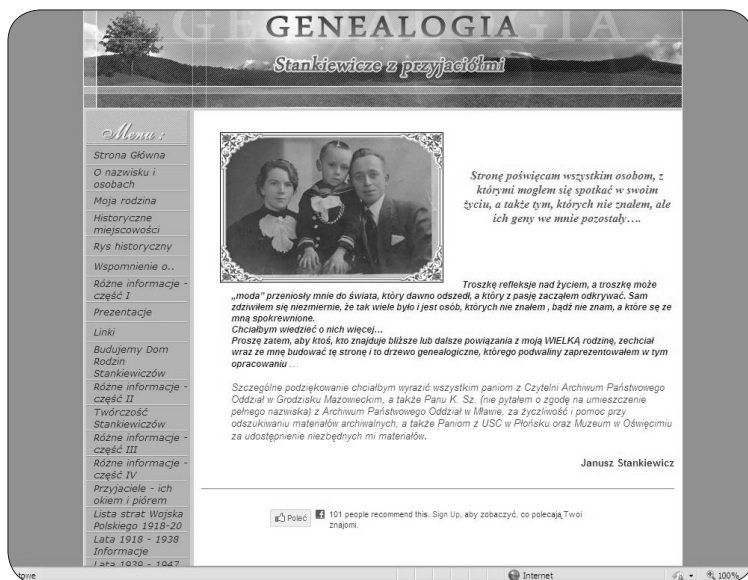 GENEALOGIA
Stankiewicze z przyjaciółmi
Menu :
Strona Główna
O nazwisku i
osobach
Moja rodzina
Historyczne
miejscowości
Rys historyczny
Wspomnienie o..
Różne informacje -
część I
Prezentacje
Linki
Budujemy Dom
Rodzin
Stankiewiczów
Różne informacje -
część II
Twórczość
Stankiewiczów
Różne informacje -
część III
Różne informacje -
część IV
Przyjaciele - ich
okiem i piórem
Lista strat Wojska
Polskiego 1918-20
Lata 1918 - 1938
Informacje
Lata 1939 - 1947
Stronę poświęcam wszystkim osobom, z
którymi mogłem się spotkać w swoim
życiu, a także tym, których nie znałem, ale
ich geny we mnie pozostały….
Troszkę refleksje nad życiem, a troszkę może
„moda” przeniosły mnie do świata, który dawno odszedł, a który z pasję zacząłem odkrywać. Sam
zdziwiłem się niezmiernie, że tak wiele było i jest osób, których nie znałem , bądź nie znam, a które sę ze
mną spokrewnione.
Chciałbym wiedzieć o nich więcej…
Proszę zatem, aby ktoś, kto znajduje bliższe lub dalsze powiązania z moją WIELKĄ rodzinę, zechciał
wraz ze mną budować tę stronę i to drzewo genealogiczne, którego podwaliny zaprezentowałem w tym
opracowaniu …
Szczególne podziękowanie chciałbym wyrazić wszystkim paniom z Czytelni Archiwum Państwowego
Oddział w Grodzisku Mazowieckim, a także Panu K. Sz. (nie pytałem o zgodę na umieszczenie
pełnego nazwiska) z Archiwum Państwowego Oddział w Mławie, za życzliwość i pomoc przy
odszukiwaniu materiałów archiwalnych, a także Paniom z USC w Płońsku oraz Muzeum w Oświęcimiu
za udostępnienie niezbędnych mi materiałów.
Janusz Stankiewicz
Poleć 101 people recommend this. Sign Up, aby zobaczyć, co polecają Twoi
znajomi.
towe Internet 100%